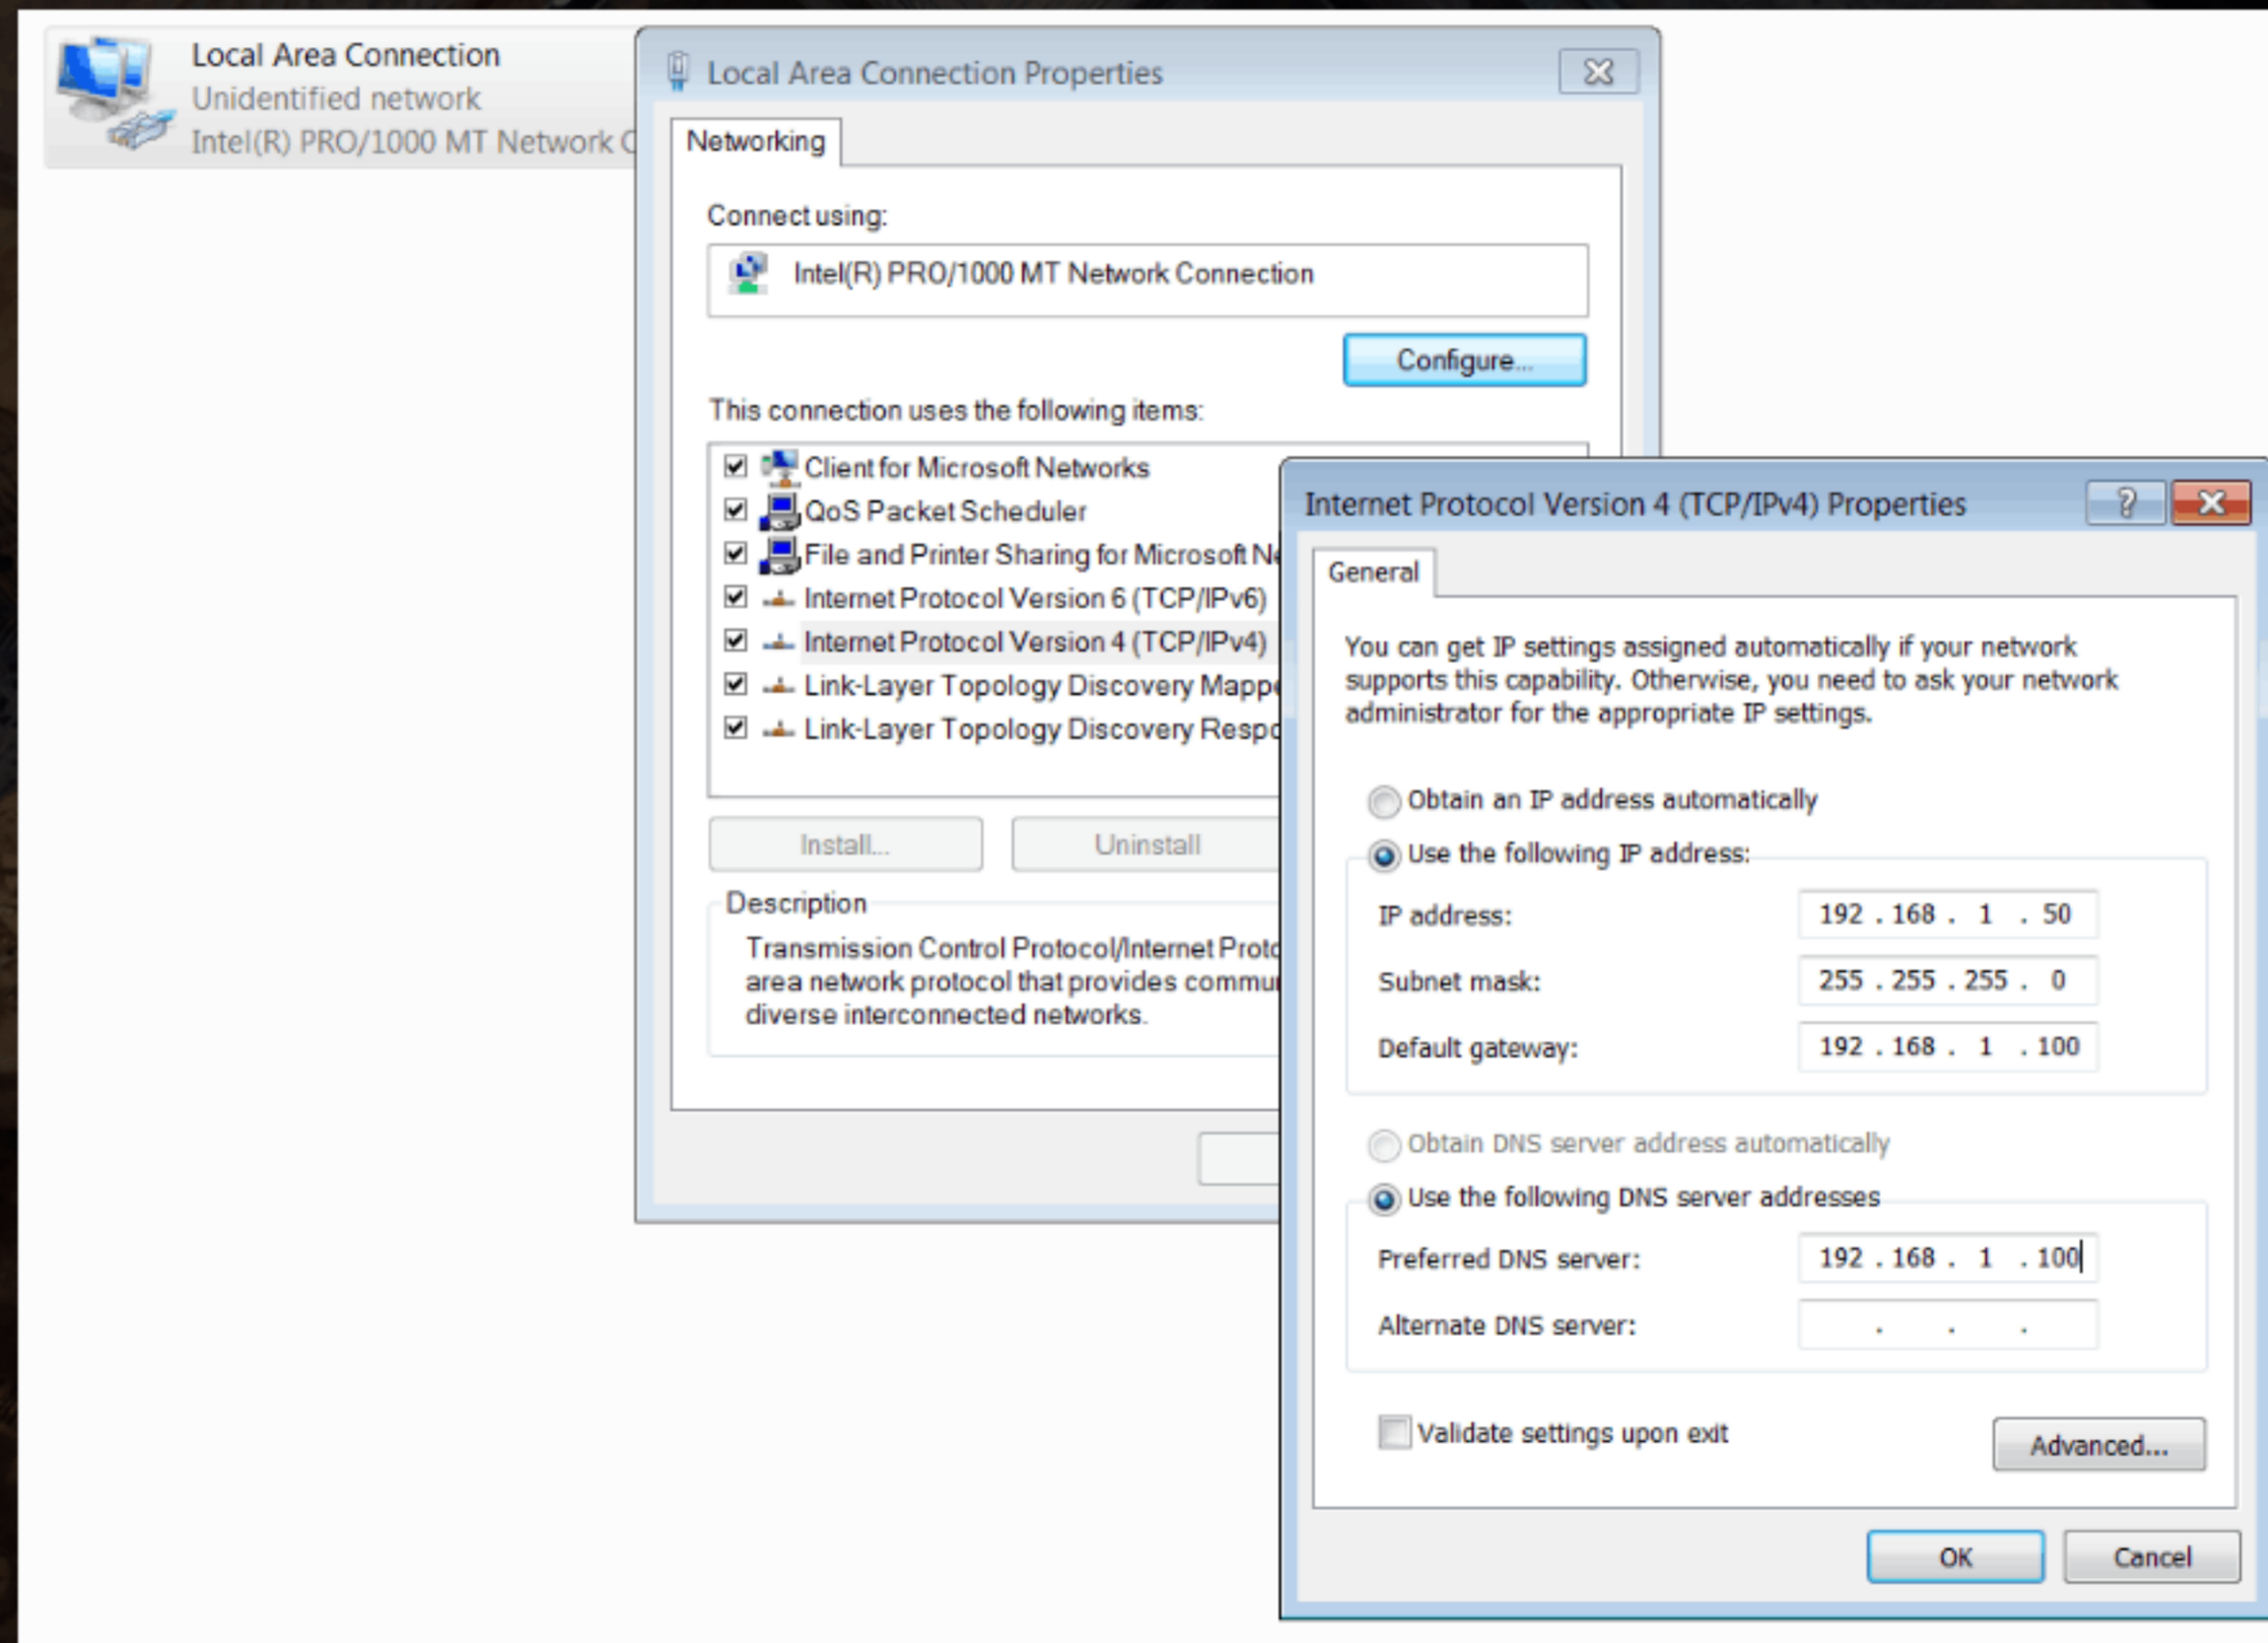 Local Area Connection
Unidentified network
Intel(R) PRO/1000 MT Network C
Local Area Connection Properties
Networking
Connect using:
Intel(R) PRO/1000 MT Network Connection
Configure...
This connection uses the following items:
Client for Microsoft Networks
QoS Packet Scheduler
File and Printer Sharing for Microsoft Ne
Internet Protocol Version 6 (TCP/IPv6)
Internet Protocol Version 4 (TCP/IPv4)
Link-Layer Topology Discovery Mappe
Link-Layer Topology Discovery Respo
Install...
Uninstall
Description
Transmission Control Protocol/Internet Proto
area network protocol that provides commun
diverse interconnected networks.
Internet Protocol Version 4 (TCP/IPv4) Properties
?
General
You can get IP settings assigned automatically if your network
supports this capability. Otherwise, you need to ask your network
administrator for the appropriate IP settings.
Obtain an IP address automatically
Use the following IP address:
IP address: 192 . 168 . 1 . 50
Subnet mask: 255 . 255 . 255 . 0
Default gateway: 192 . 168 . 1 . 100
Obtain DNS server address automatically
Use the following DNS server addresses
Preferred DNS server: 192 . 168 . 1 . 100
Alternate DNS server: . . .
Validate settings upon exit
Advanced...
OK
Cancel